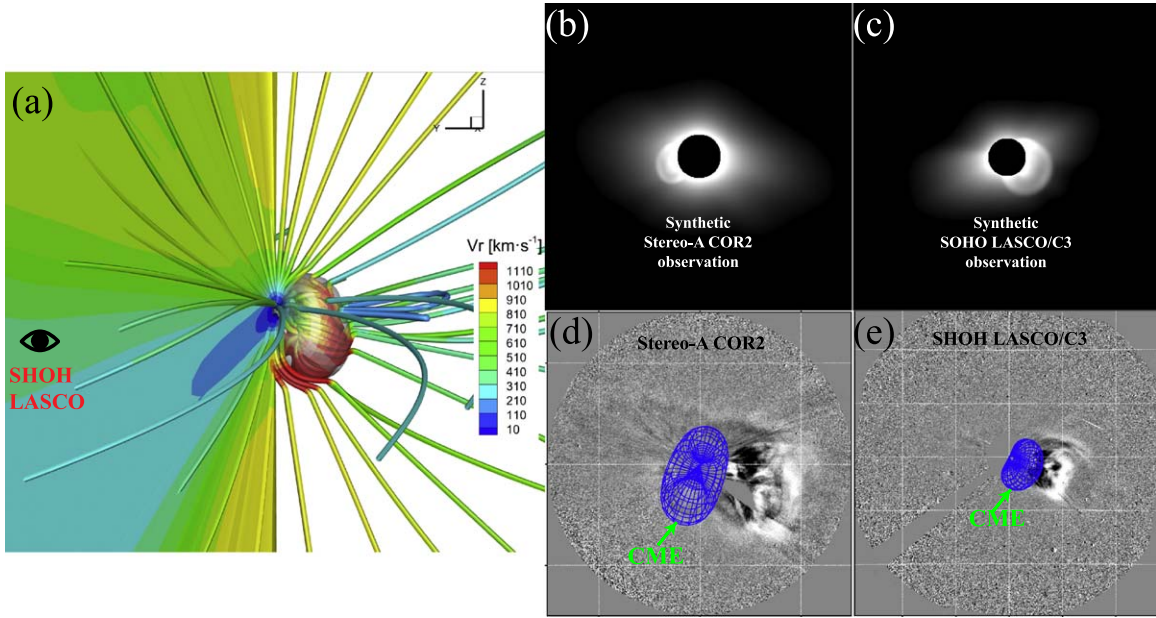 (a)
Z
Y
X
Vr [km·s⁻¹]
1110
1010
910
810
710
610
510
410
310
210
110
10
SHOH
LASCO
(b)
Synthetic
Stereo-A COR2
observation
(c)
Synthetic
SOHO LASCO/C3
observation
(d)
Stereo-A COR2
CME
(e)
SHOH LASCO/C3
CME